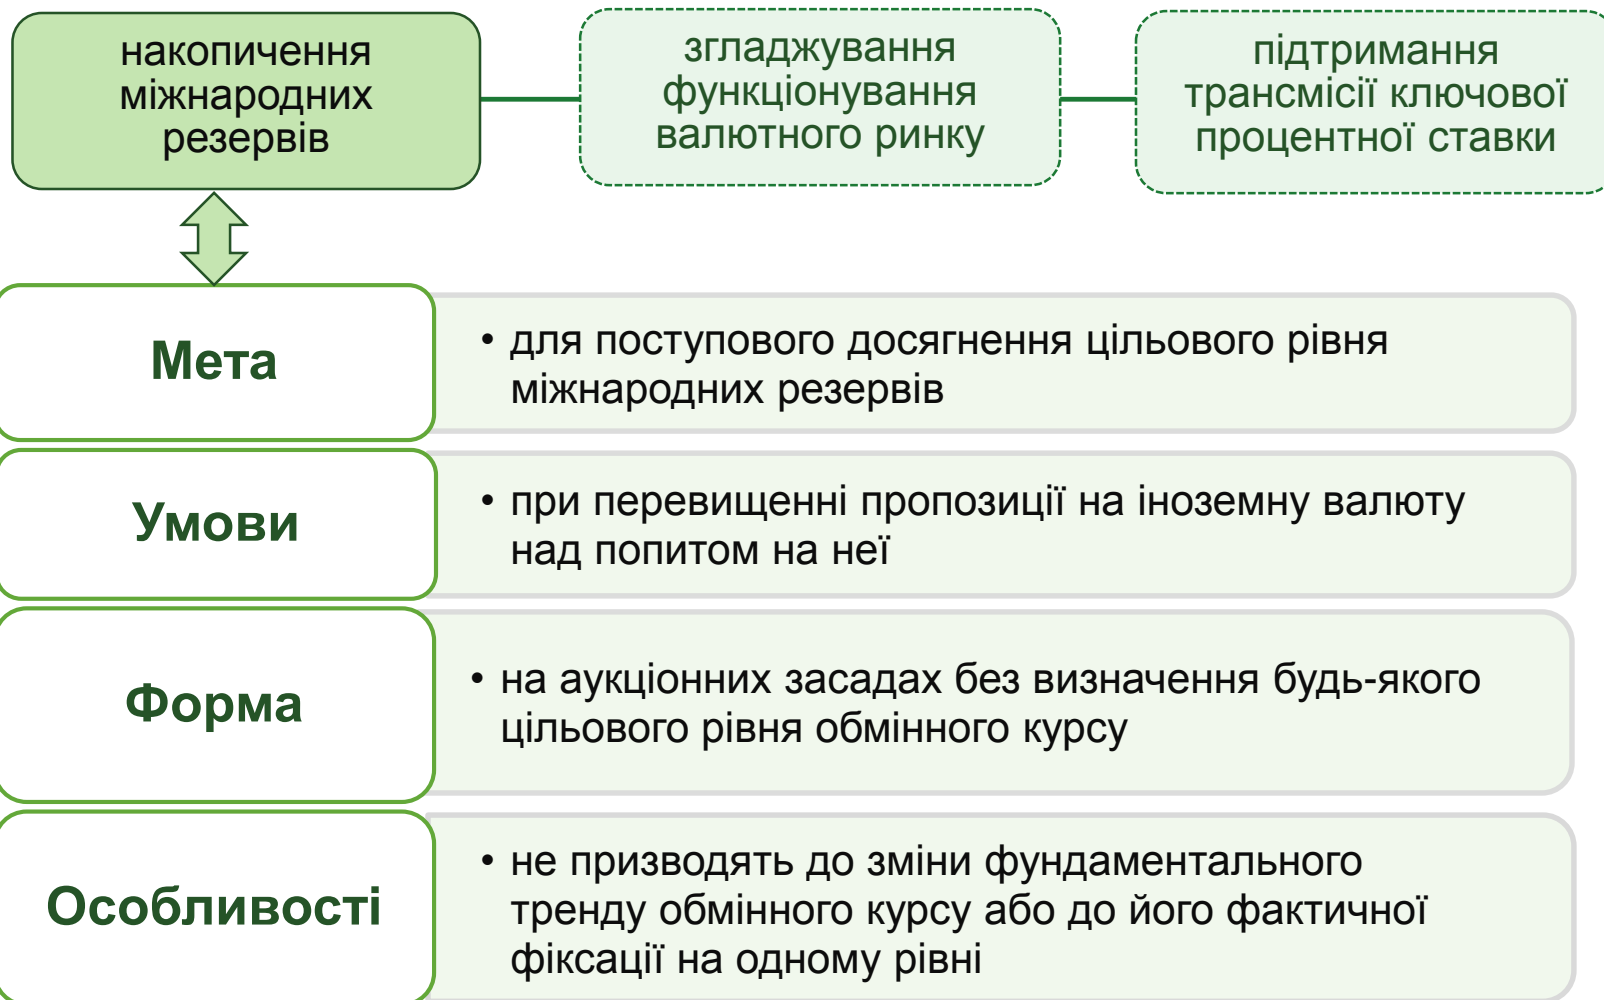 накопичення
міжнародних
резервів
згладжування
функціонування
валютного ринку
підтримання
трансмісії ключової
процентної ставки
Мета
• для поступового досягнення цільового рівня
міжнародних резервів
Умови
• при перевищенні пропозиції на іноземну валюту
над попитом на неї
Форма
• на аукціонних засадах без визначення будь-якого
цільового рівня обмінного курсу
Особливості
• не призводять до зміни фундаментального
тренду обмінного курсу або до його фактичної
фіксації на одному рівні